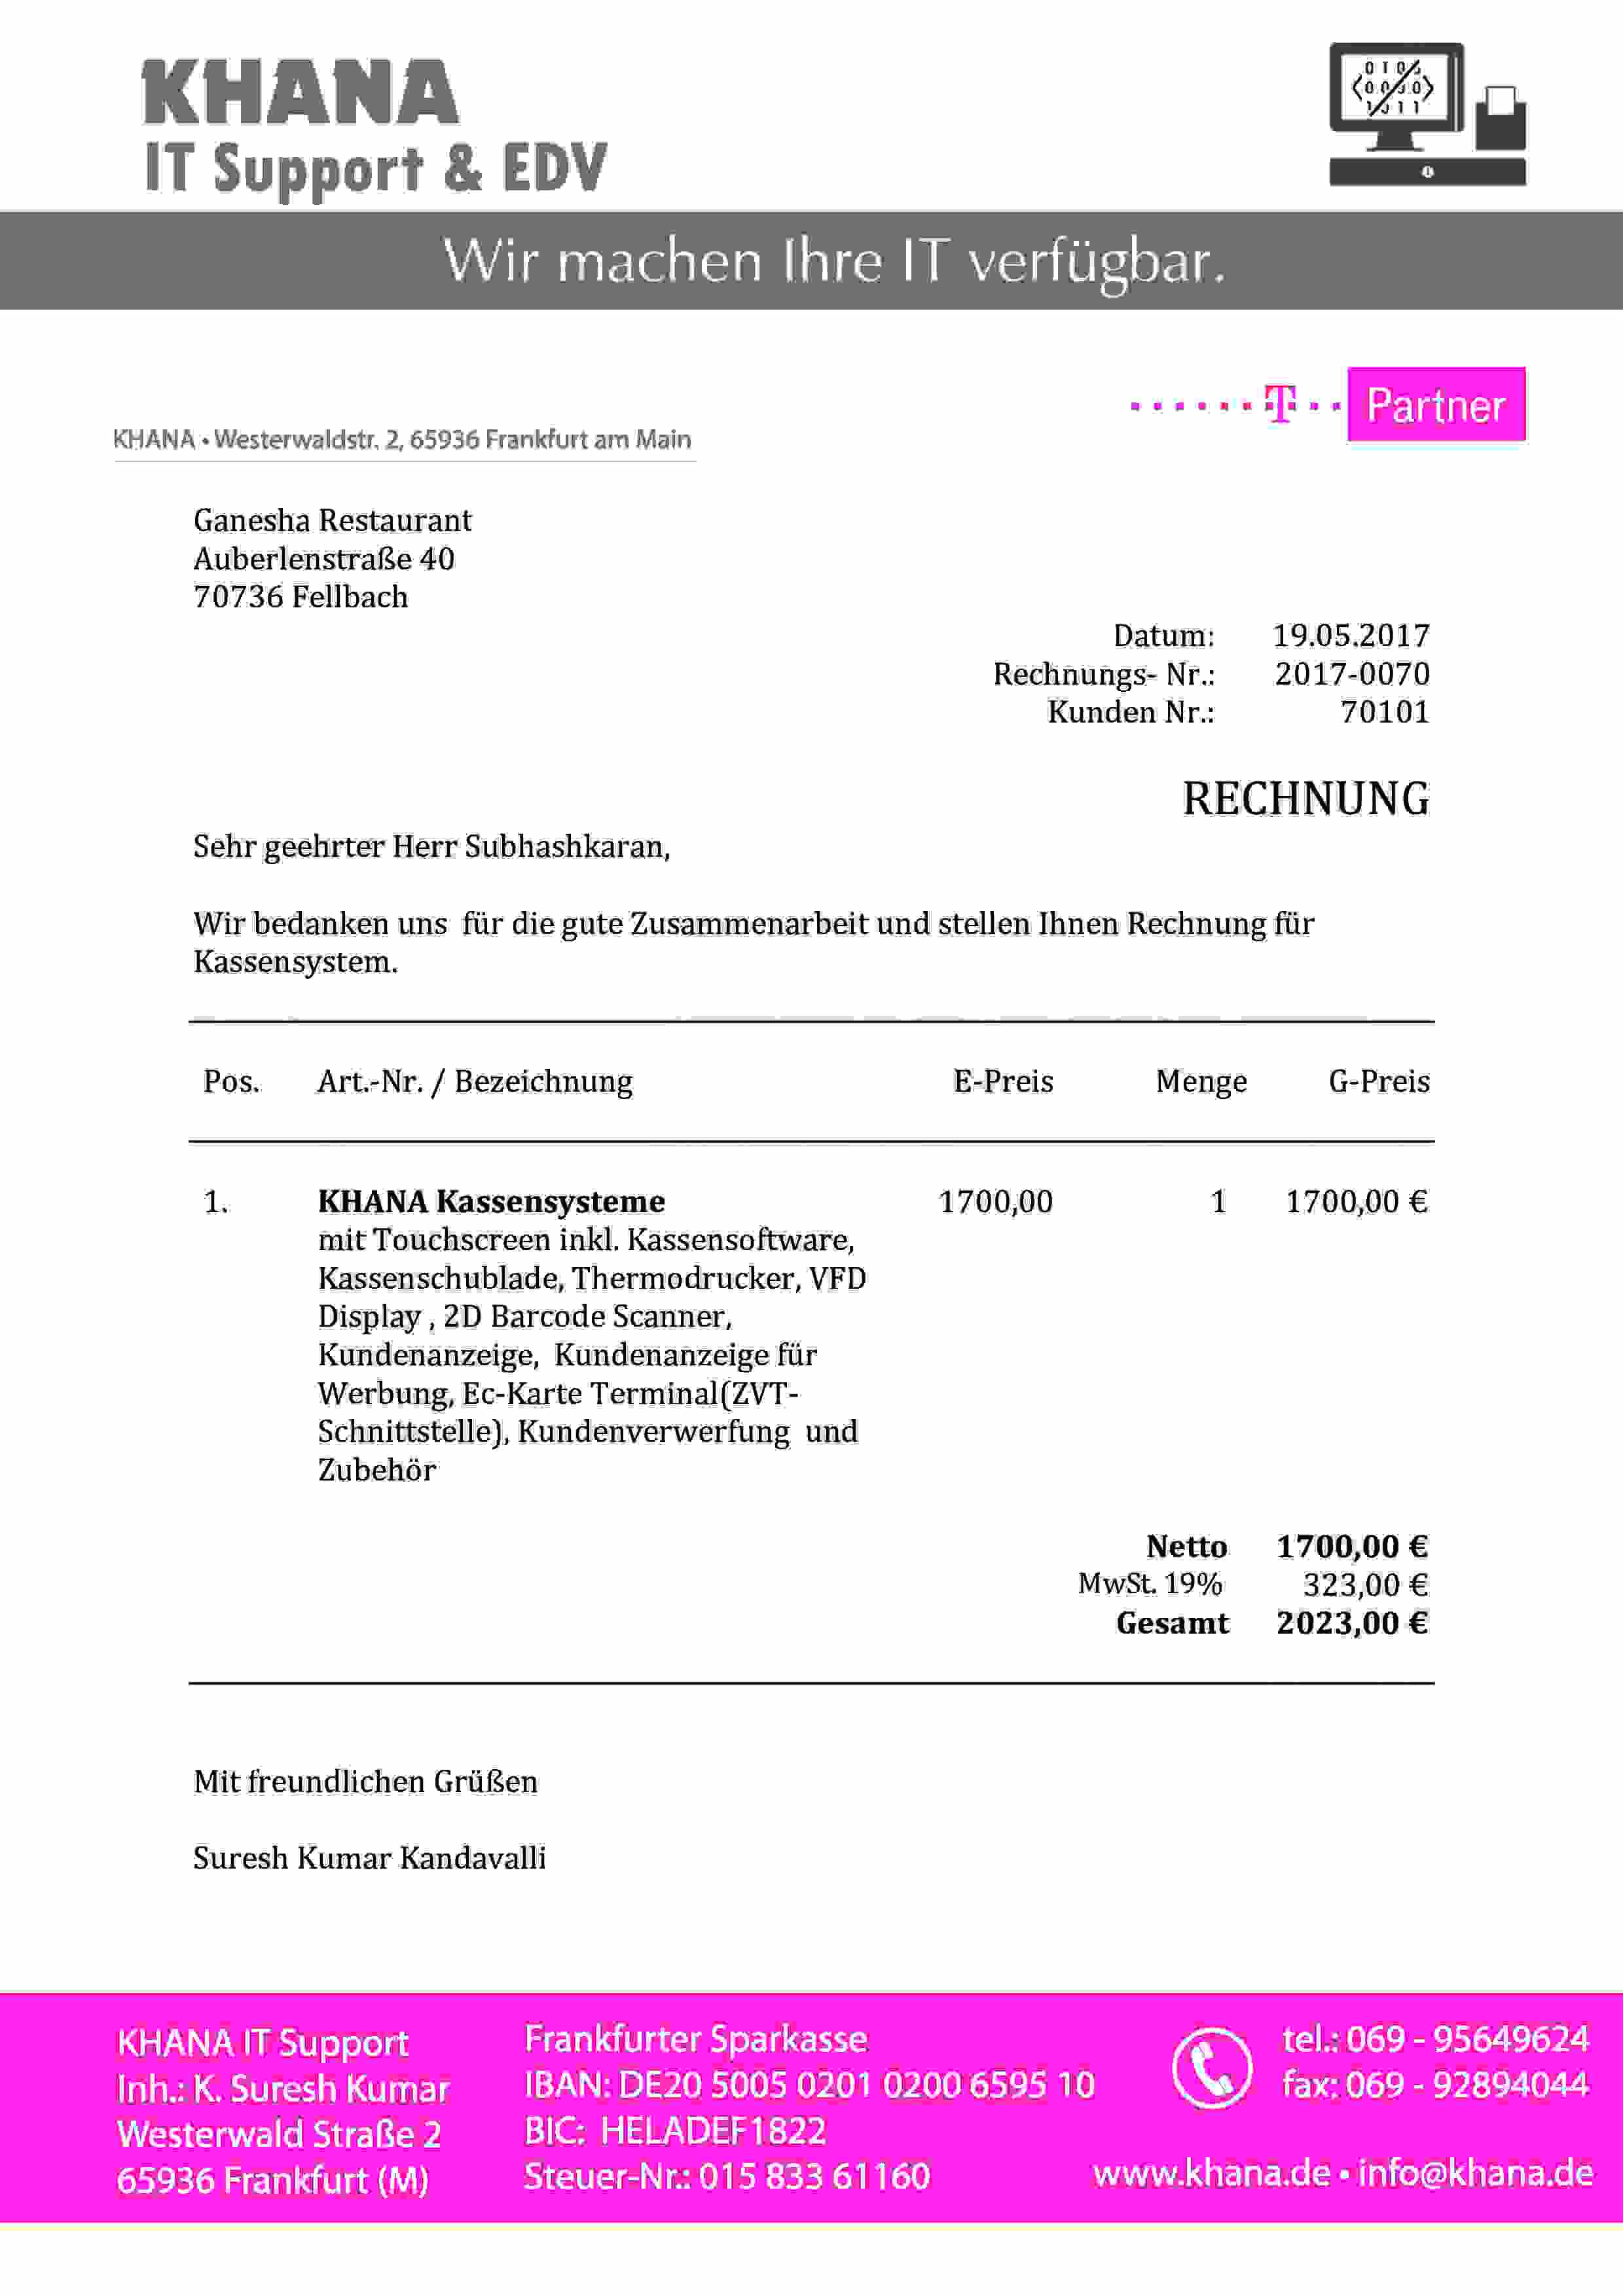 KHANA
IT Support & EDV
Wir machen Ihre IT verfügbar.
T Partner
KHANA • Westerwaldstr. 2, 65936 Frankfurt am Main
Ganesha Restaurant
Auberlenstraße 40
70736 Fellbach
Datum: 19.05.2017
Rechnungs- Nr.: 2017-0070
Kunden Nr.: 70101
RECHNUNG
Sehr geehrter Herr Subhashkaran,
Wir bedanken uns für die gute Zusammenarbeit und stellen Ihnen Rechnung für
Kassensystem.
Pos. Art.-Nr. / Bezeichnung E-Preis Menge G-Preis
1. KHANA Kassensysteme 1700,00 1 1700,00 €
mit Touchscreen inkl. Kassensoftware,
Kassenschublade, Thermodrucker, VFD
Display , 2D Barcode Scanner,
Kundenanzeige, Kundenanzeige für
Werbung, Ec-Karte Terminal(ZVT-
Schnittstelle), Kundenverwerfung und
Zubehör
Netto 1700,00 €
MwSt. 19% 323,00 €
Gesamt 2023,00 €
Mit freundlichen Grüßen
Suresh Kumar Kandavalli
KHANA IT Support
Inh.: K. Suresh Kumar
Westerwald Straße 2
65936 Frankfurt (M)
Frankfurter Sparkasse
IBAN: DE20 5005 0201 0200 6595 10
BIC: HELADEF1822
Steuer-Nr.: 015 833 61160
tel.: 069 - 95649624
fax: 069 - 92894044
www.khana.de • info@khana.de